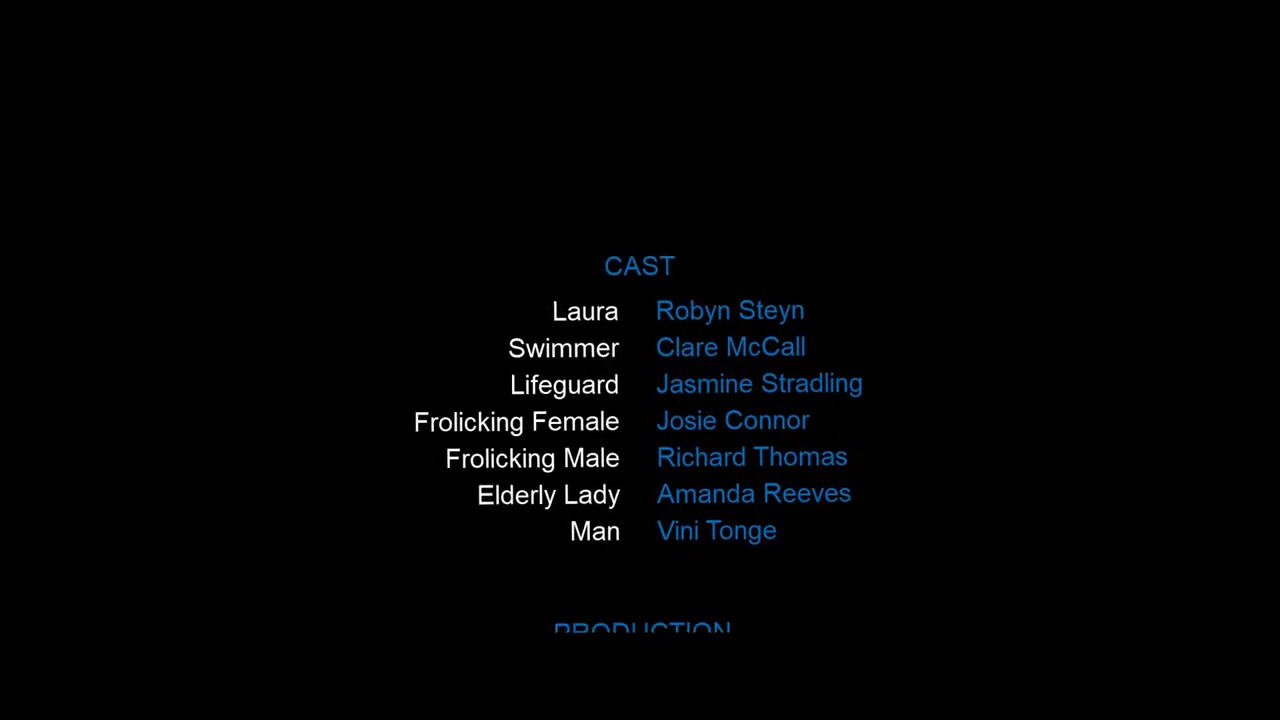 CAST
Laura Robyn Steyn
Swimmer Clare McCall
Lifeguard Jasmine Stradling
Frolicking Female Josie Connor
Frolicking Male Richard Thomas
Elderly Lady Amanda Reeves
Man Vini Tonge
PRODUCTION